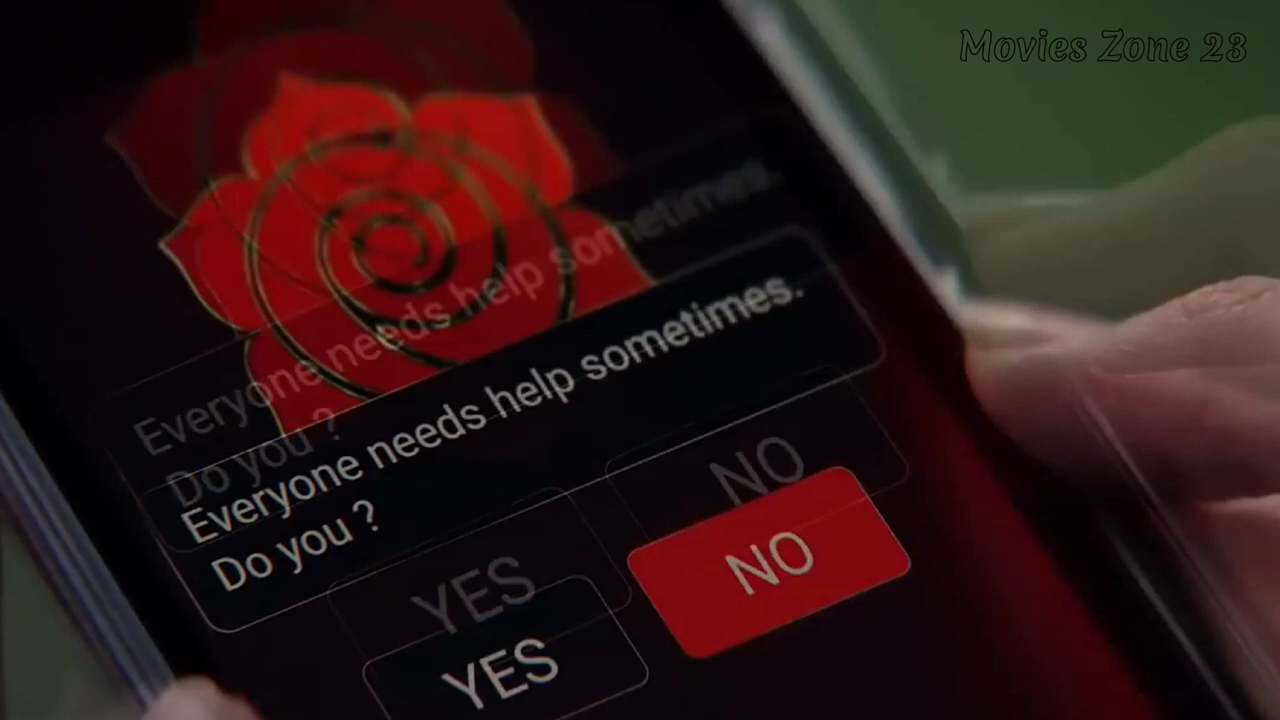 Movies Zone 23
Everyone needs help sometimes.
Do you ?
Everyone needs help sometimes.
Do you ?
NO
YES
NO
YES